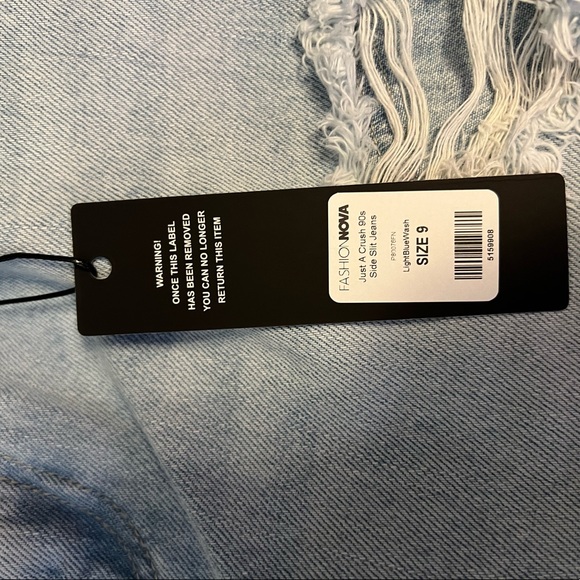 WARNING!
ONCE THIS LABEL
HAS BEEN REMOVED
YOU CAN NO LONGER
RETURN THIS ITEM
FASHIONNOVA
Just A Crush 90s
Side Slit Jeans
LightBlueWash
SIZE 9
5159908